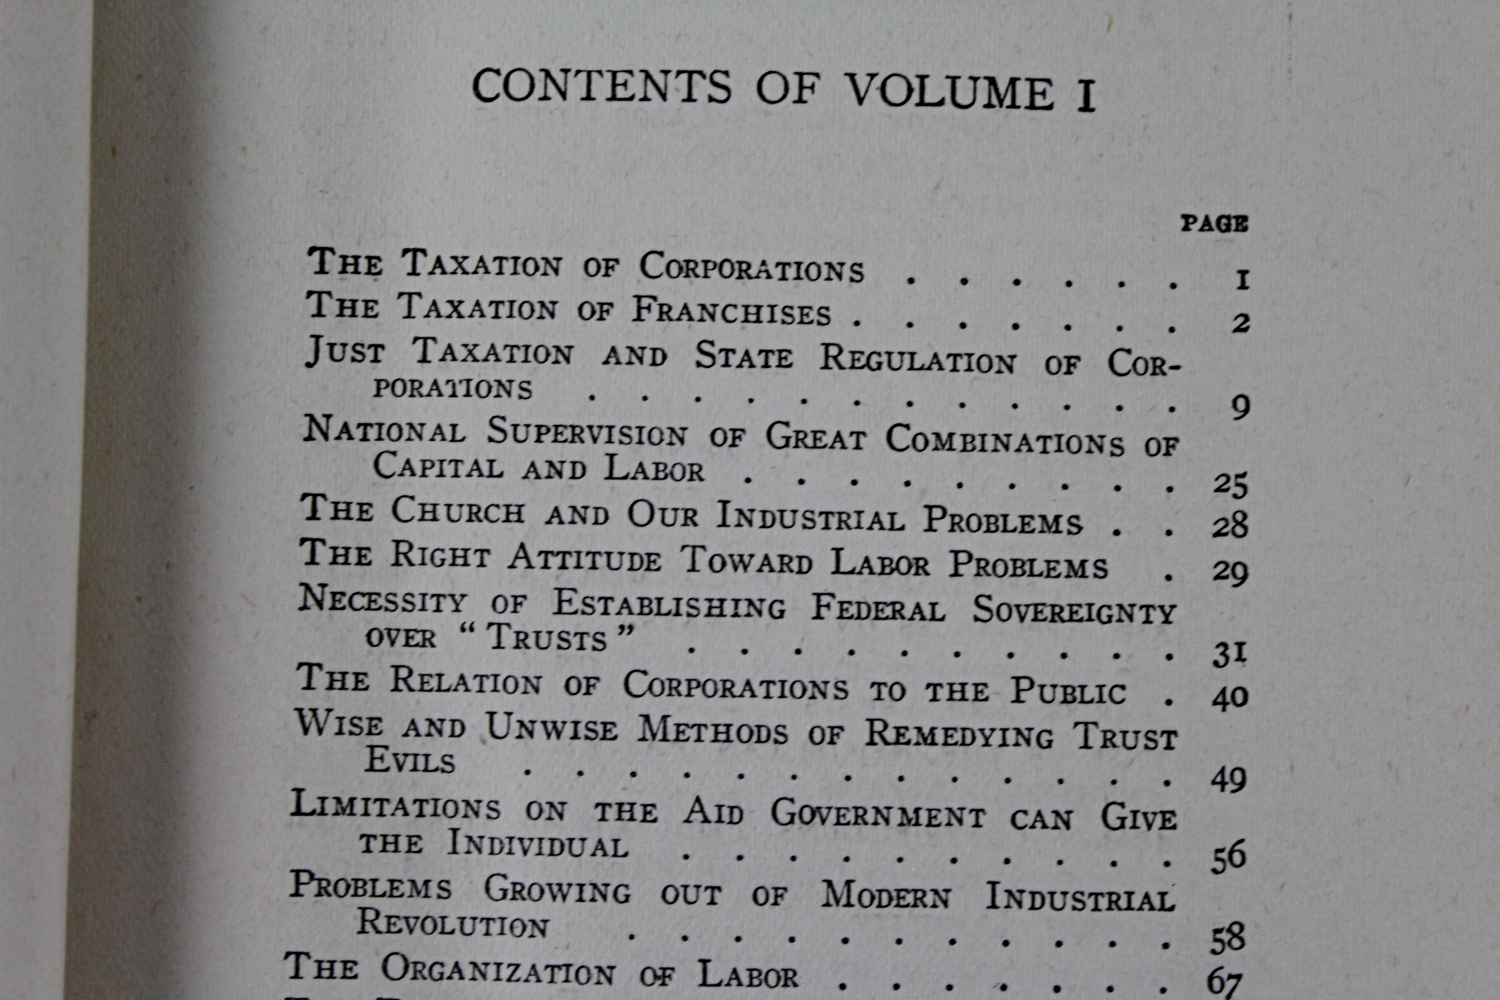 CONTENTS OF VOLUME I
PAGE
THE TAXATION OF CORPORATIONS . . . . . . 1
THE TAXATION OF FRANCHISES . . . . . . . 2
JUST TAXATION AND STATE REGULATION OF COR-
PORATIONS . . . . . . . . . . . . 9
NATIONAL SUPERVISION OF GREAT COMBINATIONS OF
CAPITAL AND LABOR . . . . . . . . . 25
THE CHURCH AND OUR INDUSTRIAL PROBLEMS . . 28
THE RIGHT ATTITUDE TOWARD LABOR PROBLEMS . 29
NECESSITY OF ESTABLISHING FEDERAL SOVEREIGNTY
OVER "TRUSTS" . . . . . . . . . . 31
THE RELATION OF CORPORATIONS TO THE PUBLIC . 40
WISE AND UNWISE METHODS OF REMEDYING TRUST
EVILS . . . . . . . . . . . . . 49
LIMITATIONS ON THE AID GOVERNMENT CAN GIVE
THE INDIVIDUAL . . . . . . . . . . 56
PROBLEMS GROWING OUT OF MODERN INDUSTRIAL
REVOLUTION . . . . . . . . . . . 58
THE ORGANIZATION OF LABOR . . . . . . . 67